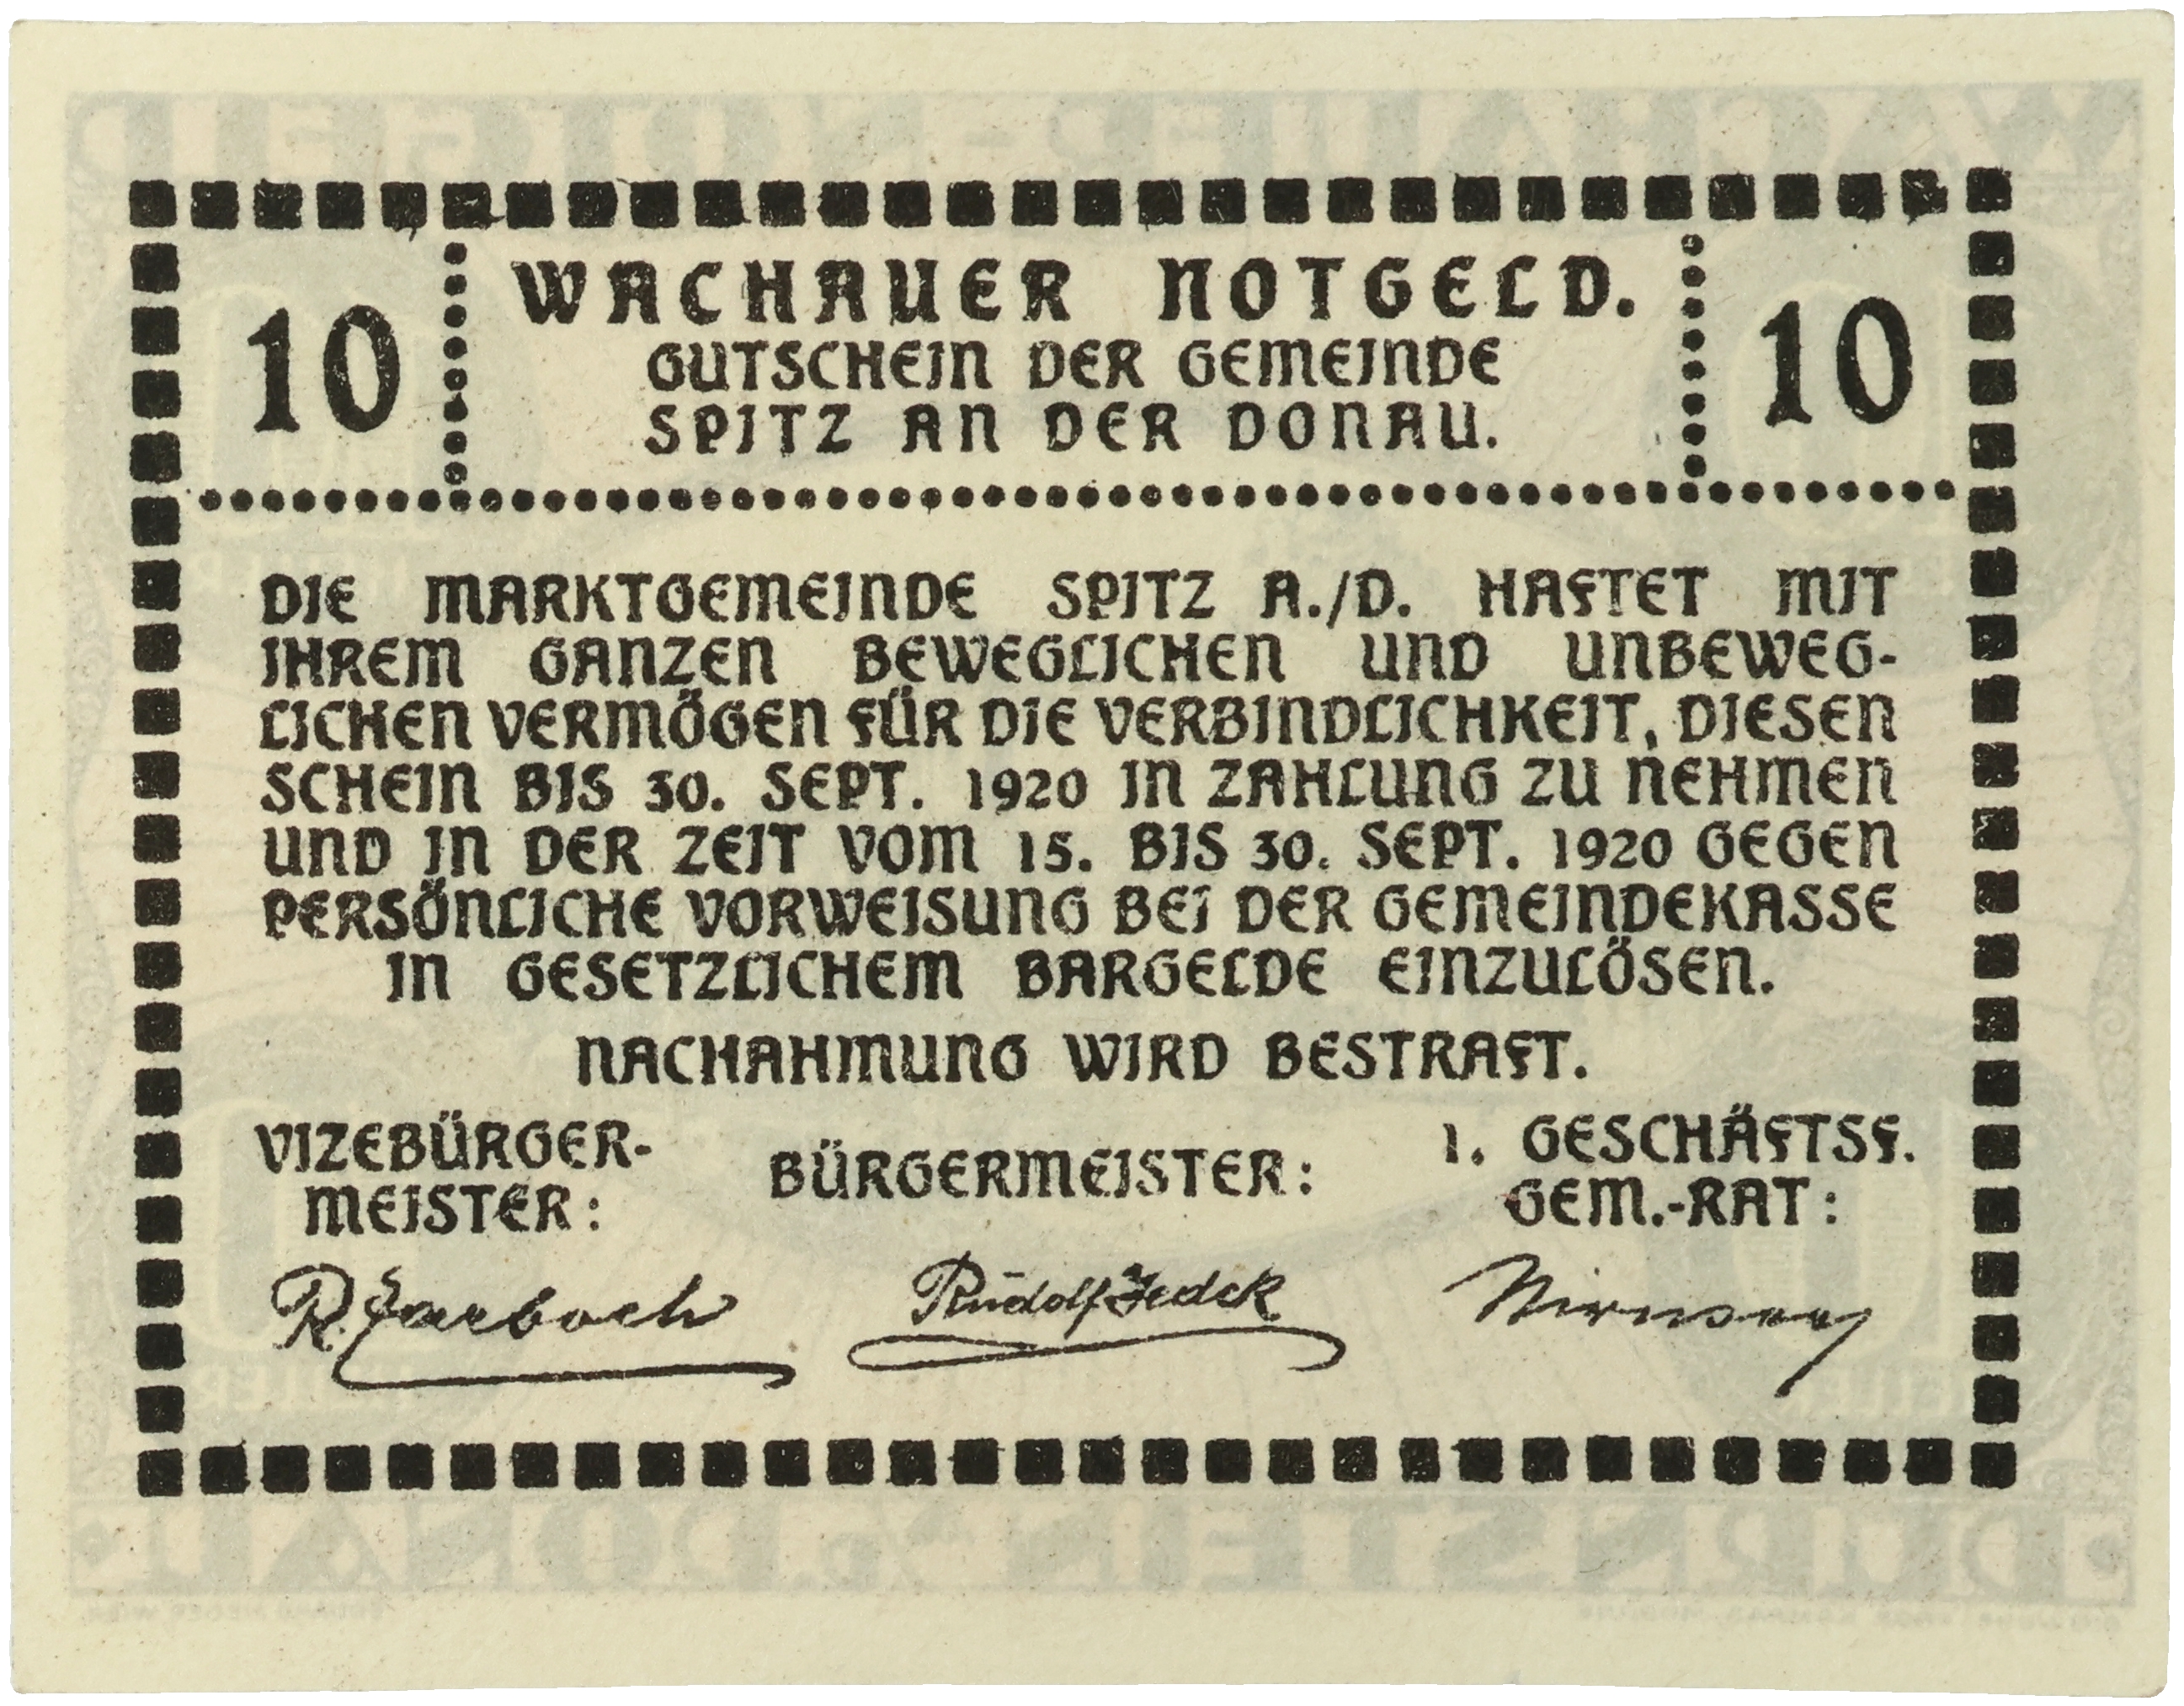 WACHAUER NOTGELD.
10
GUTSCHEIN DER GEMEINDE
10
SPITZ AN DER DONAU.
DIE MARKTGEMEINDE SPITZ A./D. HAFTET MIT
IHREM GANZEN BEWEGLICHEN UND UNBEWEG-
LICHEN VERMÖGEN FÜR DIE VERBINDLICHKEIT, DIESEN
SCHEIN BIS 30. SEPT. 1920 IN ZAHLUNG ZU NEHMEN
UND IN DER ZEIT VOM 15. BIS 30. SEPT. 1920 GEGEN
PERSÖNLICHE VORWEISUNG BEI DER GEMEINDEKASSE
IN GESETZLICHEM BARGELDE EINZULÖSEN.
NACHAHMUNG WIRD BESTRAFT.
VIZEBÜRGER-
MEISTER:
BÜRGERMEISTER:
1. GESCHÄFTSF.
GEM.-RAT:
Rudolf